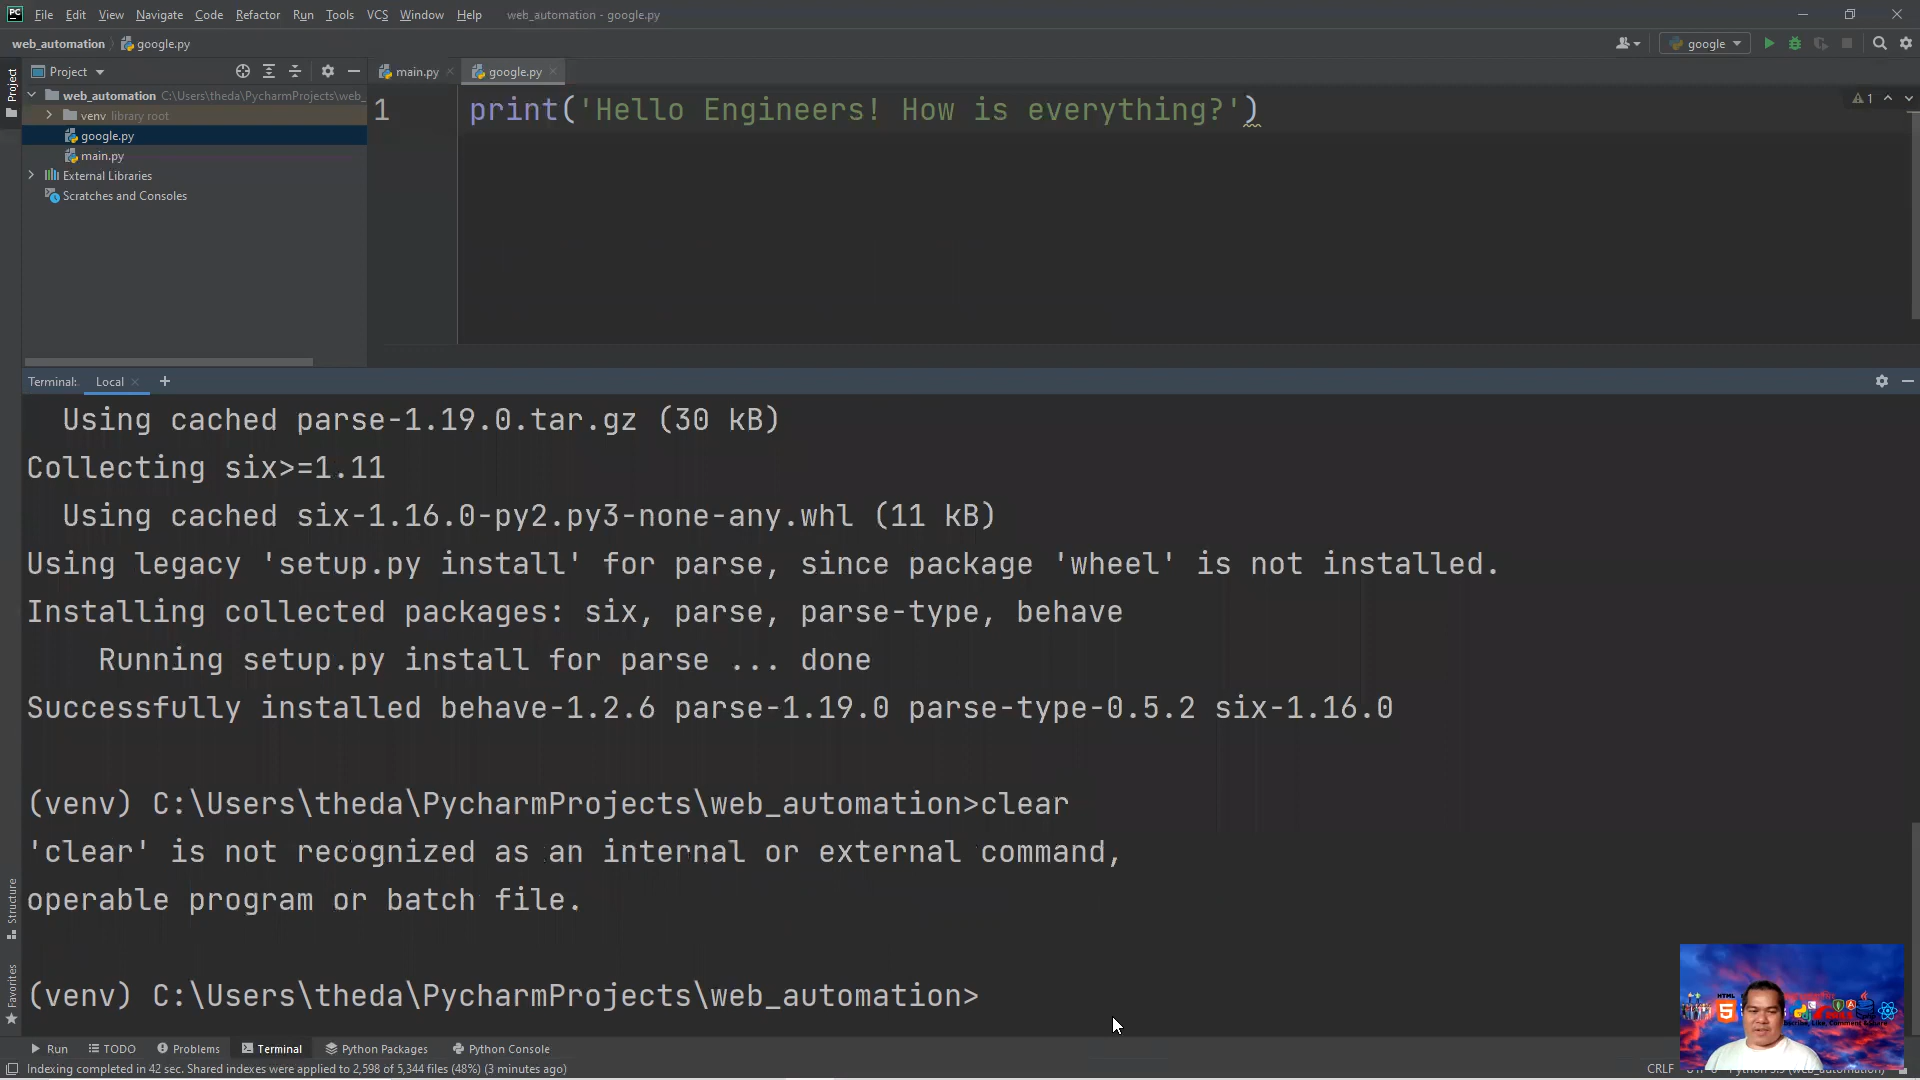 File Edit View Navigate Code Refactor Run Tools VCS Window Help web_automation - google.py
web_automation google.py
google
Project
main.py
google.py
web_automation C:\Users\theda\PycharmProjects\web_
venv library root
google.py
main.py
External Libraries
Scratches and Consoles
Project
1
print('Hello Engineers! How is everything?')
1
Terminal: Local
Using cached parse-1.19.0.tar.gz (30 kB)
Collecting six>=1.11
Using cached six-1.16.0-py2.py3-none-any.whl (11 kB)
Using legacy 'setup.py install' for parse, since package 'wheel' is not installed.
Installing collected packages: six, parse, parse-type, behave
Running setup.py install for parse ... done
Successfully installed behave-1.2.6 parse-1.19.0 parse-type-0.5.2 six-1.16.0
(venv) C:\Users\theda\PycharmProjects\web_automation>clear
'clear' is not recognized as an internal or external command,
operable program or batch file.
(venv) C:\Users\theda\PycharmProjects\web_automation>
Structure
Favorites
Run TODO Problems Terminal Python Packages Python Console
Indexing completed in 42 sec. Shared indexes were applied to 2,598 of 5,344 files (48%) (3 minutes ago)
CRLF